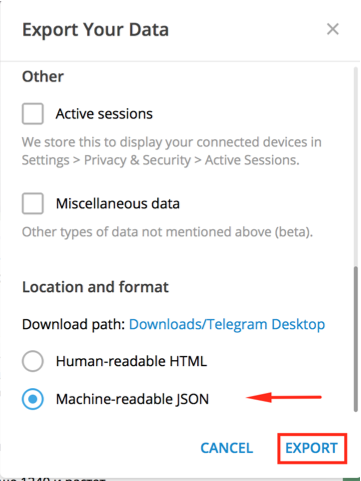 Export Your Data
Other
Active sessions
We store this to display your connected devices in
Settings > Privacy & Security > Active Sessions.
Miscellaneous data
Other types of data not mentioned above (beta).
Location and format
Download path: Downloads/Telegram Desktop
Human-readable HTML
Machine-readable JSON
CANCEL EXPORT